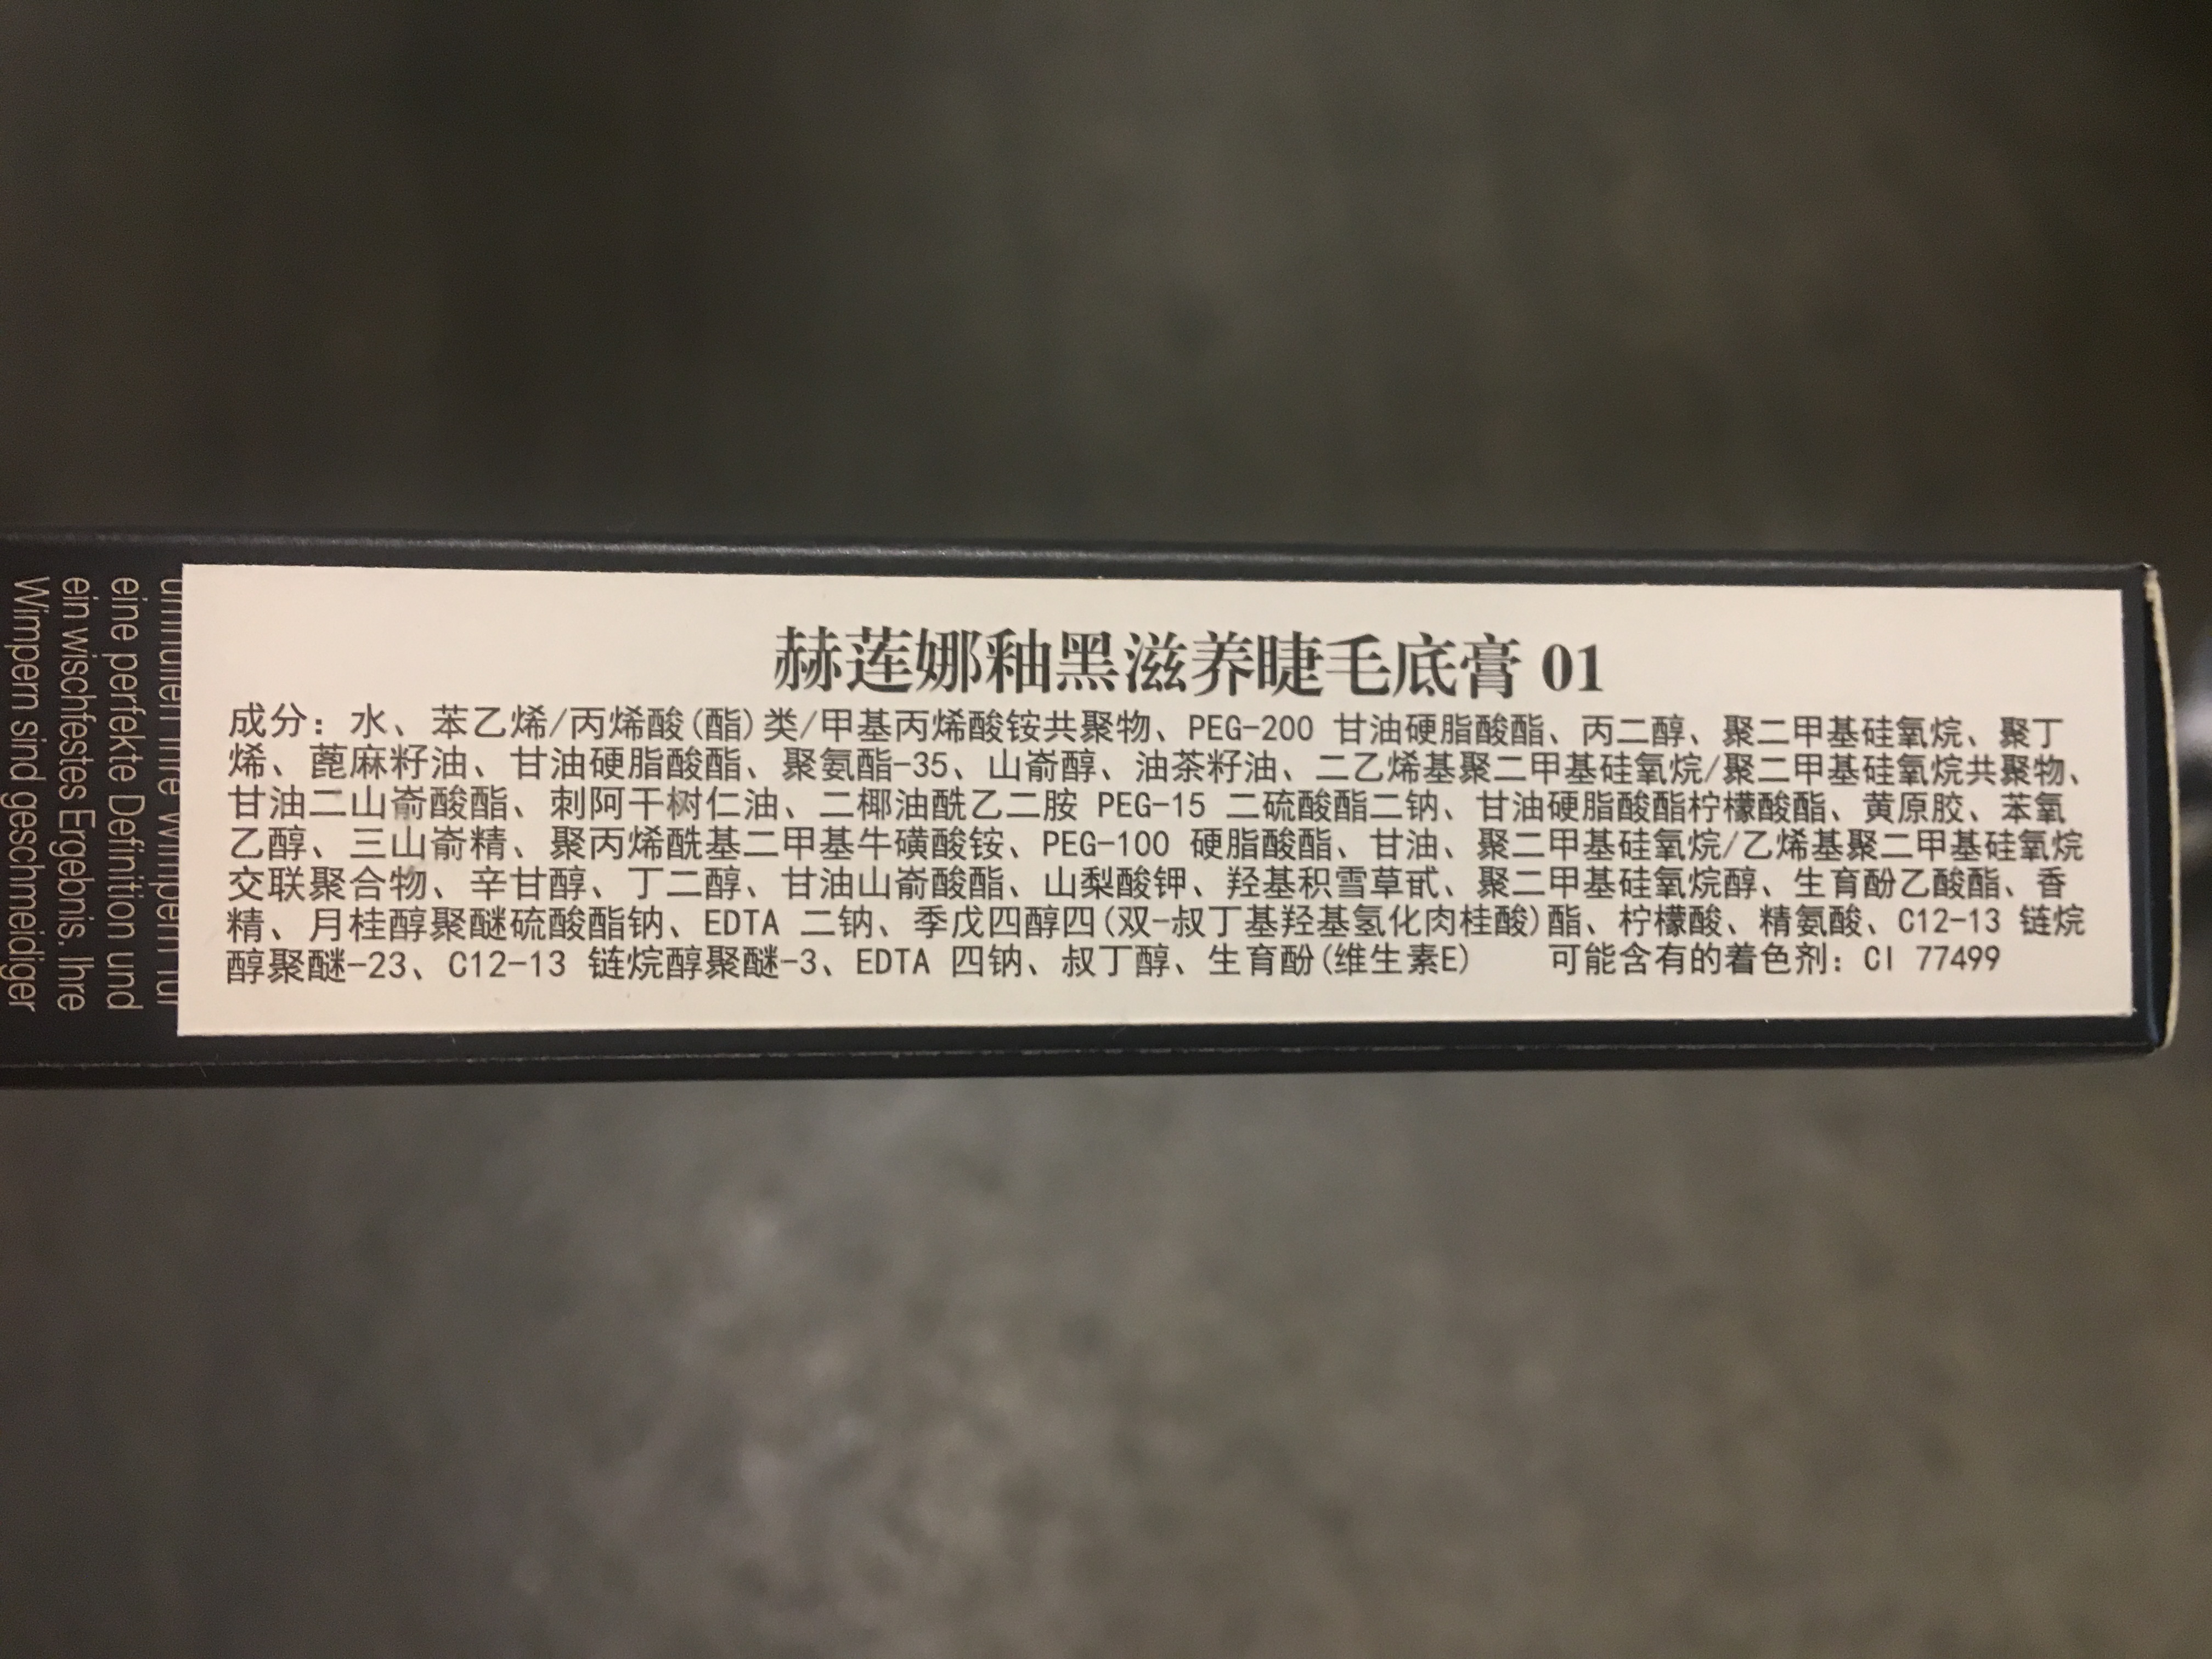 赫莲娜釉黑滋养睫毛底膏 01
成分：水、苯乙烯/丙烯酸(酯)类/甲基丙烯酸铵共聚物、PEG-200 甘油硬脂酸酯、丙二醇、聚二甲基硅氧烷、聚丁
烯、蓖麻籽油、甘油硬脂酸酯、聚氨酯-35、山嵛醇、油茶籽油、二乙烯基聚二甲基硅氧烷/聚二甲基硅氧烷共聚物、
甘油二山嵛酸酯、刺阿干树仁油、二椰油酰乙二胺 PEG-15 二硫酸酯二钠、甘油硬脂酸酯柠檬酸酯、黄原胶、苯氧
乙醇、三山嵛精、聚丙烯酰基二甲基牛磺酸铵、PEG-100 硬脂酸酯、甘油、聚二甲基硅氧烷/乙烯基聚二甲基硅氧烷
交联聚合物、辛甘醇、丁二醇、甘油山嵛酸酯、山梨酸钾、羟基积雪草甙、聚二甲基硅氧烷醇、生育酚乙酸酯、香
精、月桂醇聚醚硫酸酯钠、EDTA 二钠、季戊四醇四(双-叔丁基羟基氢化肉桂酸)酯、柠檬酸、精氨酸、C12-13 链烷
醇聚醚-23、C12-13 链烷醇聚醚-3、EDTA 四钠、叔丁醇、生育酚(维生素E)　可能含有的着色剂：CI 77499
eine perfekte Definition und
ein wischfestes Ergebnis. Ihre
Wimpern sind geschmeidiger